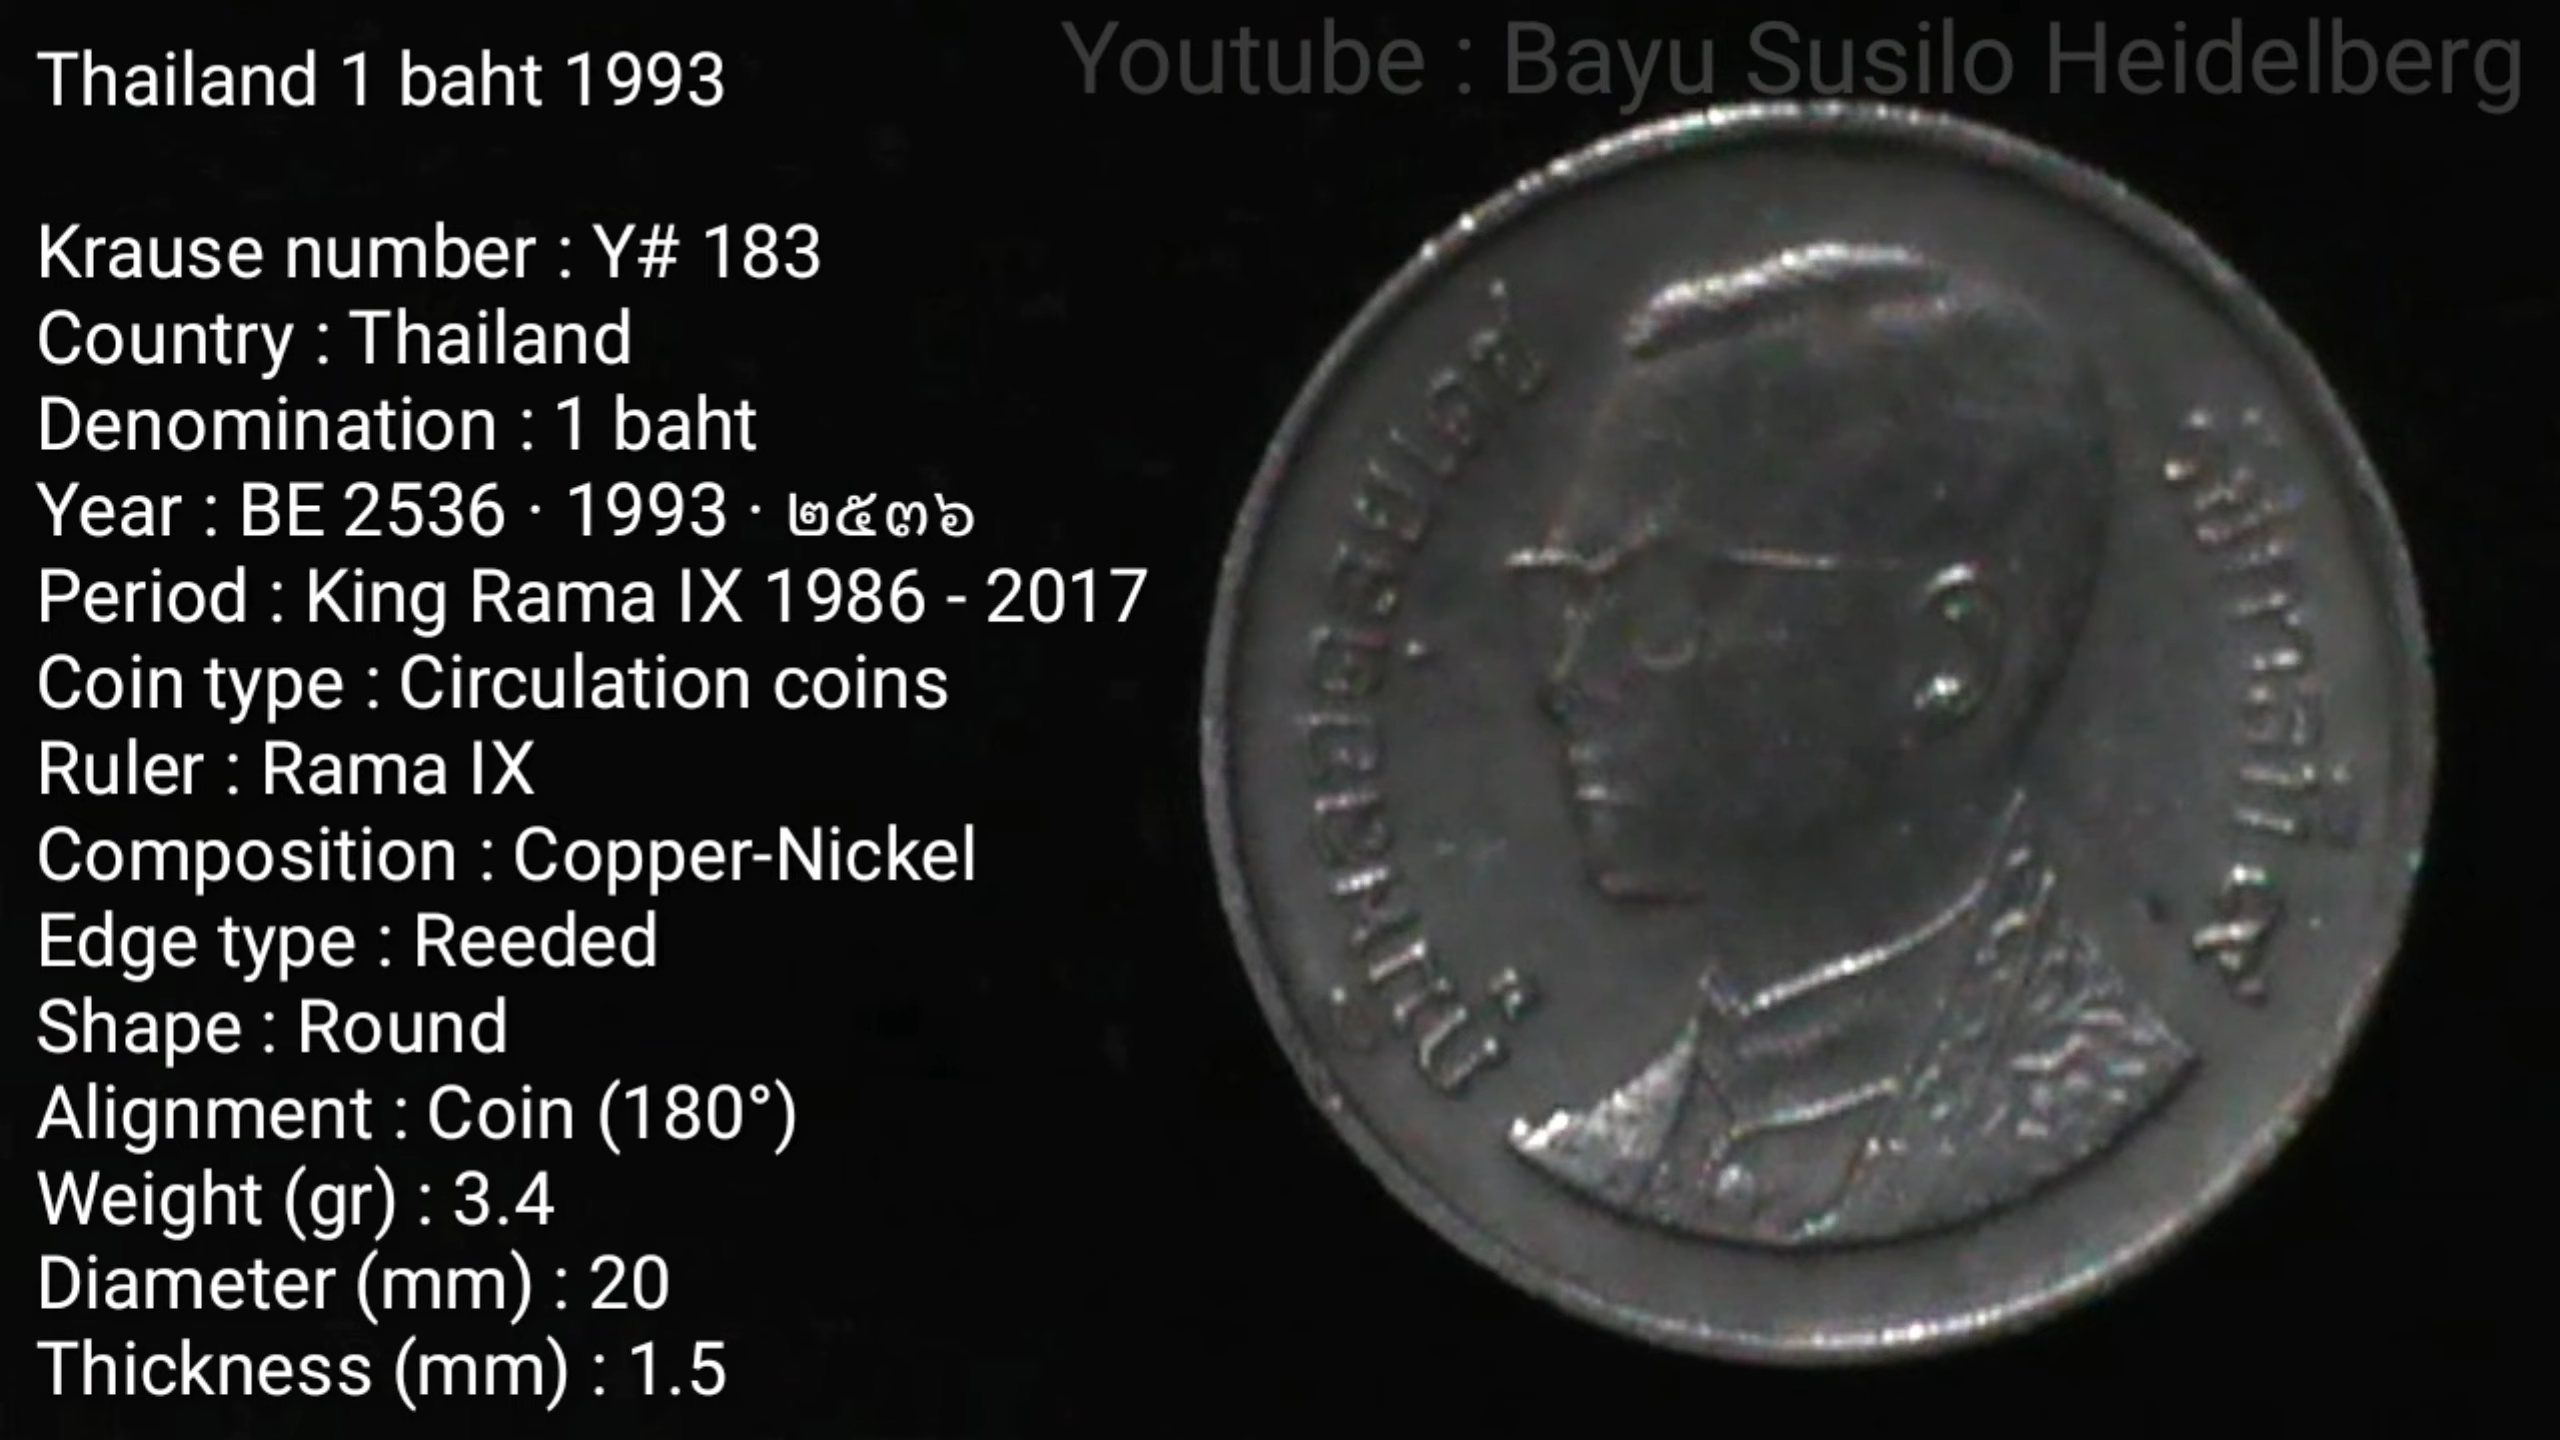 Youtube : Bayu Susilo Heidelberg
Thailand 1 baht 1993
Krause number : Y# 183
Country : Thailand
Denomination : 1 baht
Year : BE 2536 · 1993 · ๒๕๓๖
Period : King Rama IX 1986 - 2017
Coin type : Circulation coins
Ruler : Rama IX
Composition : Copper-Nickel
Edge type : Reeded
Shape : Round
Alignment : Coin (180°)
Weight (gr) : 3.4
Diameter (mm) : 20
Thickness (mm) : 1.5